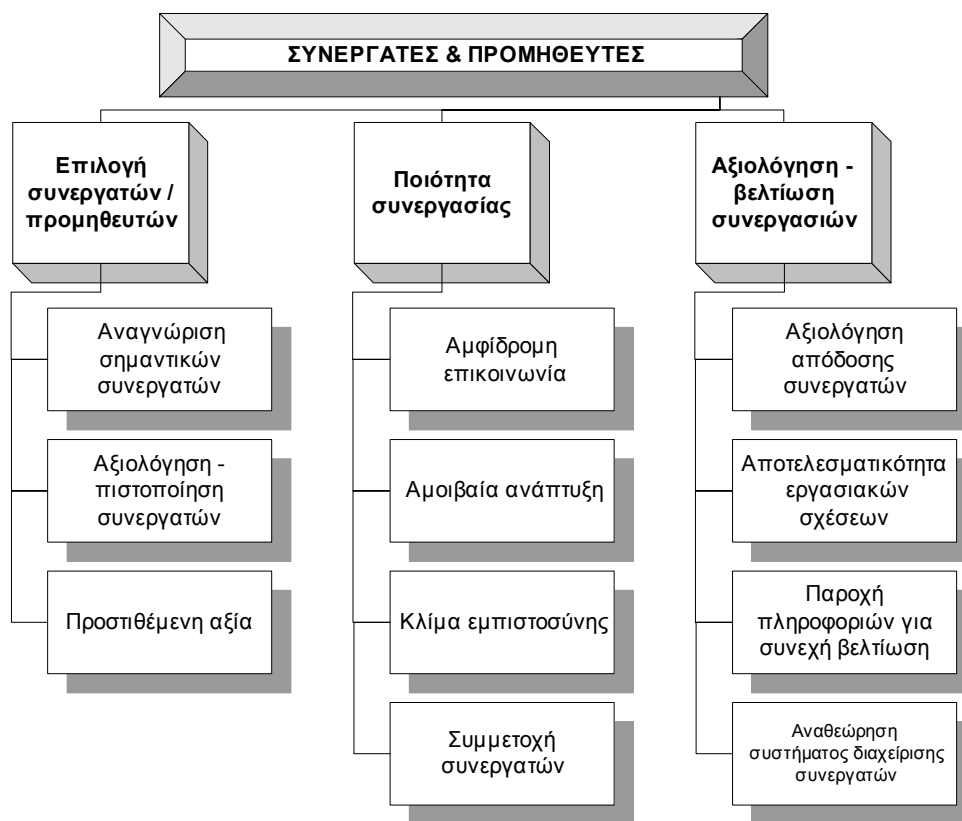 ΣΥΝΕΡΓΑΤΕΣ & ΠΡΟΜΗΘΕΥΤΕΣ
Επιλογή
συνεργατών /
προμηθευτών
Αναγνώριση
σημαντικών
συνεργατών
Αξιολόγηση -
πιστοποίηση
συνεργατών
Προστιθέμενη αξία
Ποιότητα
συνεργασίας
Αμφίδρομη
επικοινωνία
Αμοιβαία ανάπτυξη
Κλίμα εμπιστοσύνης
Συμμετοχή
συνεργατών
Αξιολόγηση -
βελτίωση
συνεργασιών
Αξιολόγηση
απόδοσης
συνεργατών
Αποτελεσματικότητα
εργασιακών
σχέσεων
Παροχή
πληροφοριών για
συνεχή βελτίωση
Αναθεώρηση
συστήματος διαχείρισης
συνεργατών